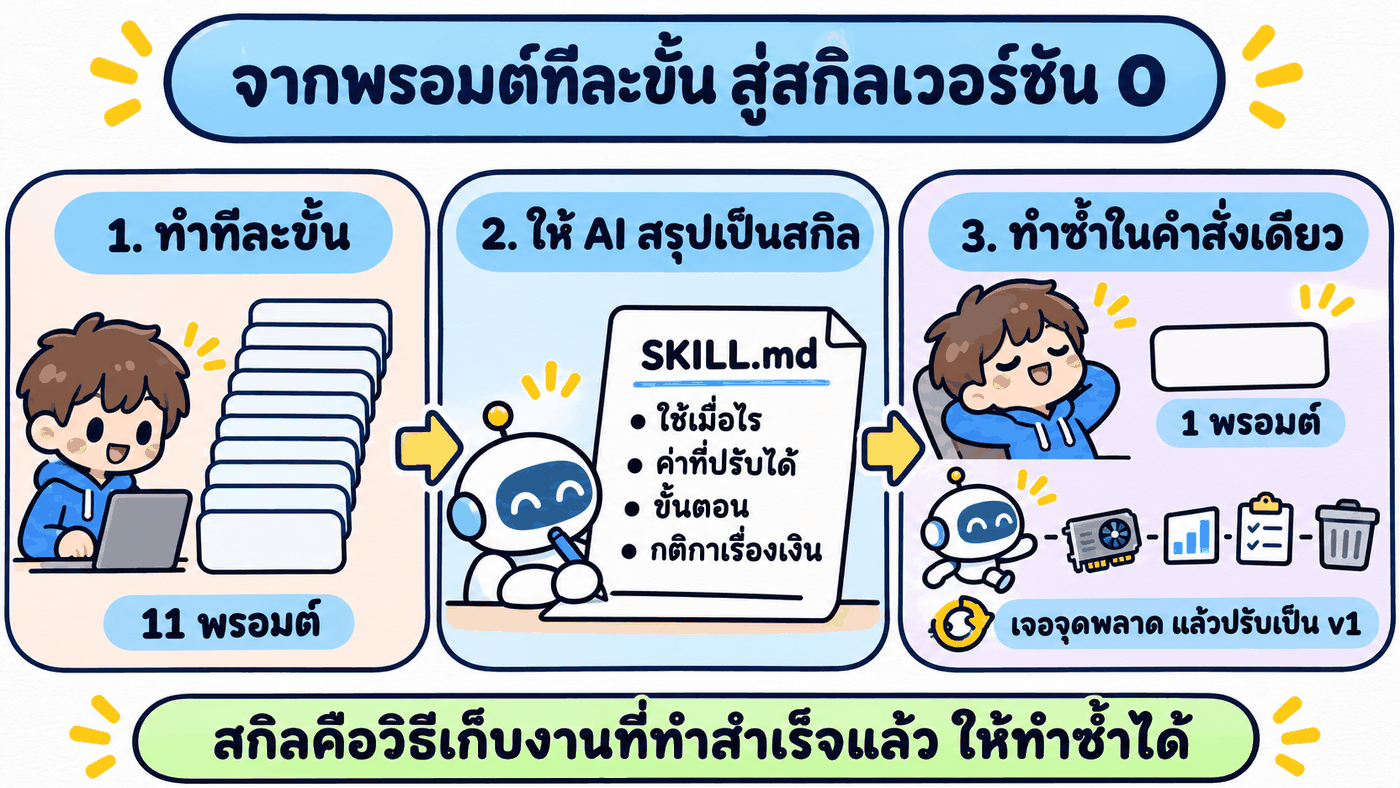 จากพรอมต์ทีละขั้น สู่สกิลเวอร์ชัน 0
1. ทำทีละขั้น
11 พรอมต์
2. ให้ AI สรุปเป็นสกิล
SKILL.md
• ใช้เมื่อไร
• ค่าที่ปรับได้
• ขั้นตอน
• กติกาเรื่องเงิน
3. ทำซ้ำในคำสั่งเดียว
1 พรอมต์
เจอจุดพลาด แล้วปรับเป็น v1
สกิลคือวิธีเก็บงานที่ทำสำเร็จแล้ว ให้ทำซ้ำได้